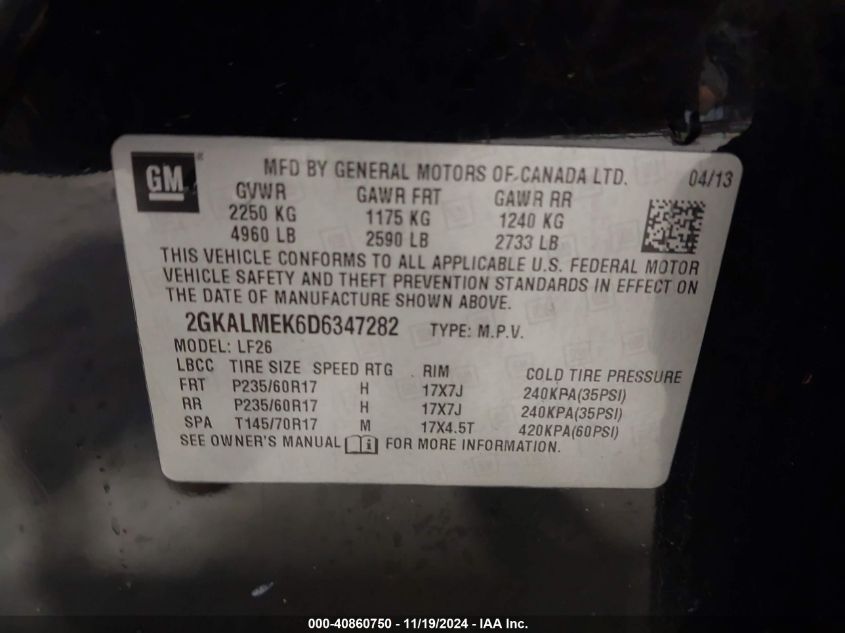 GM ® MFD BY GENERAL MOTORS OF CANADA LTD. 04/13
GVWR GAWR FRT GAWR RR
2250 KG 1175 KG 1240 KG
4960 LB 2590 LB 2733 LB
THIS VEHICLE CONFORMS TO ALL APPLICABLE U.S. FEDERAL MOTOR
VEHICLE SAFETY AND THEFT PREVENTION STANDARDS IN EFFECT ON
THE DATE OF MANUFACTURE SHOWN ABOVE.
2GKALMEK6D6347282 TYPE: M.P.V.
MODEL: LF26
LBCC TIRE SIZE SPEED RTG RIM COLD TIRE PRESSURE
FRT P235/60R17 H 17X7J 240KPA(35PSI)
RR P235/60R17 H 17X7J 240KPA(35PSI)
SPA T145/70R17 M 17X4.5T 420KPA(60PSI)
SEE OWNER'S MANUAL i FOR MORE INFORMATION.
000-40860750 - 11/19/2024 - IAA Inc.